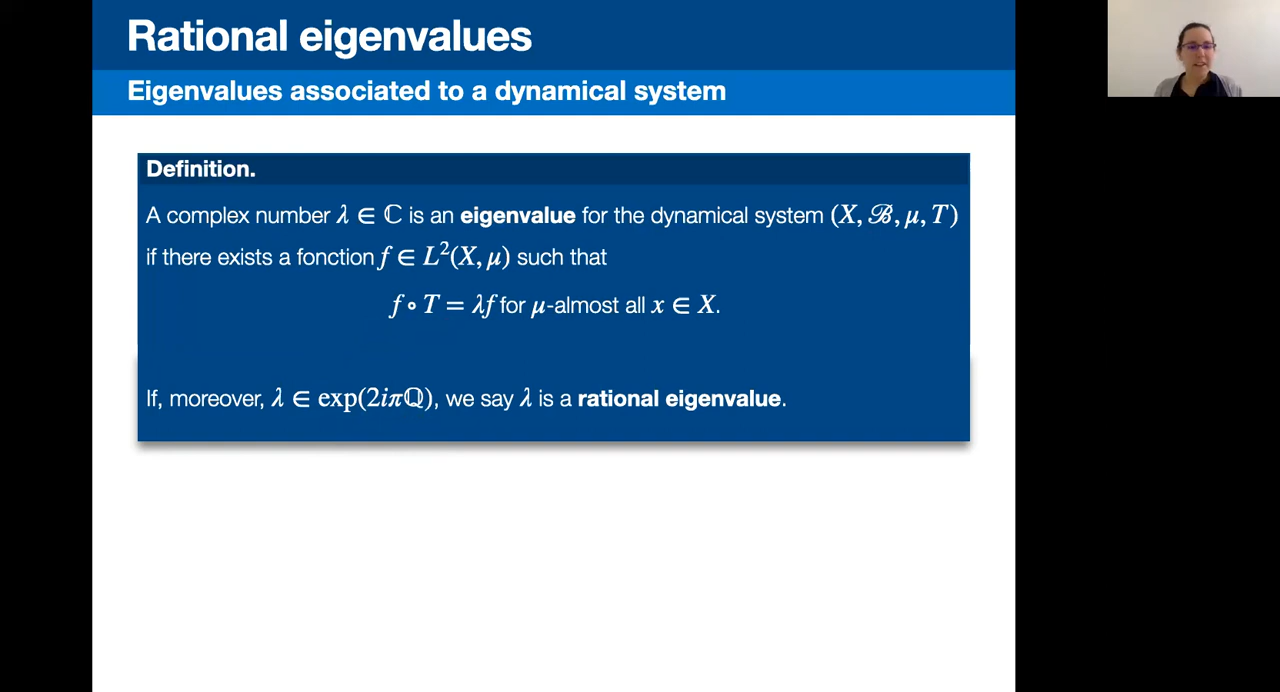 Rational eigenvalues
Eigenvalues associated to a dynamical system
Definition.
A complex number λ ∈ ℂ is an eigenvalue for the dynamical system (X, ℬ, μ, T)
if there exists a fonction f ∈ L²(X, μ) such that
f ∘ T = λf for μ-almost all x ∈ X.
If, moreover, λ ∈ exp(2iπℚ), we say λ is a rational eigenvalue.